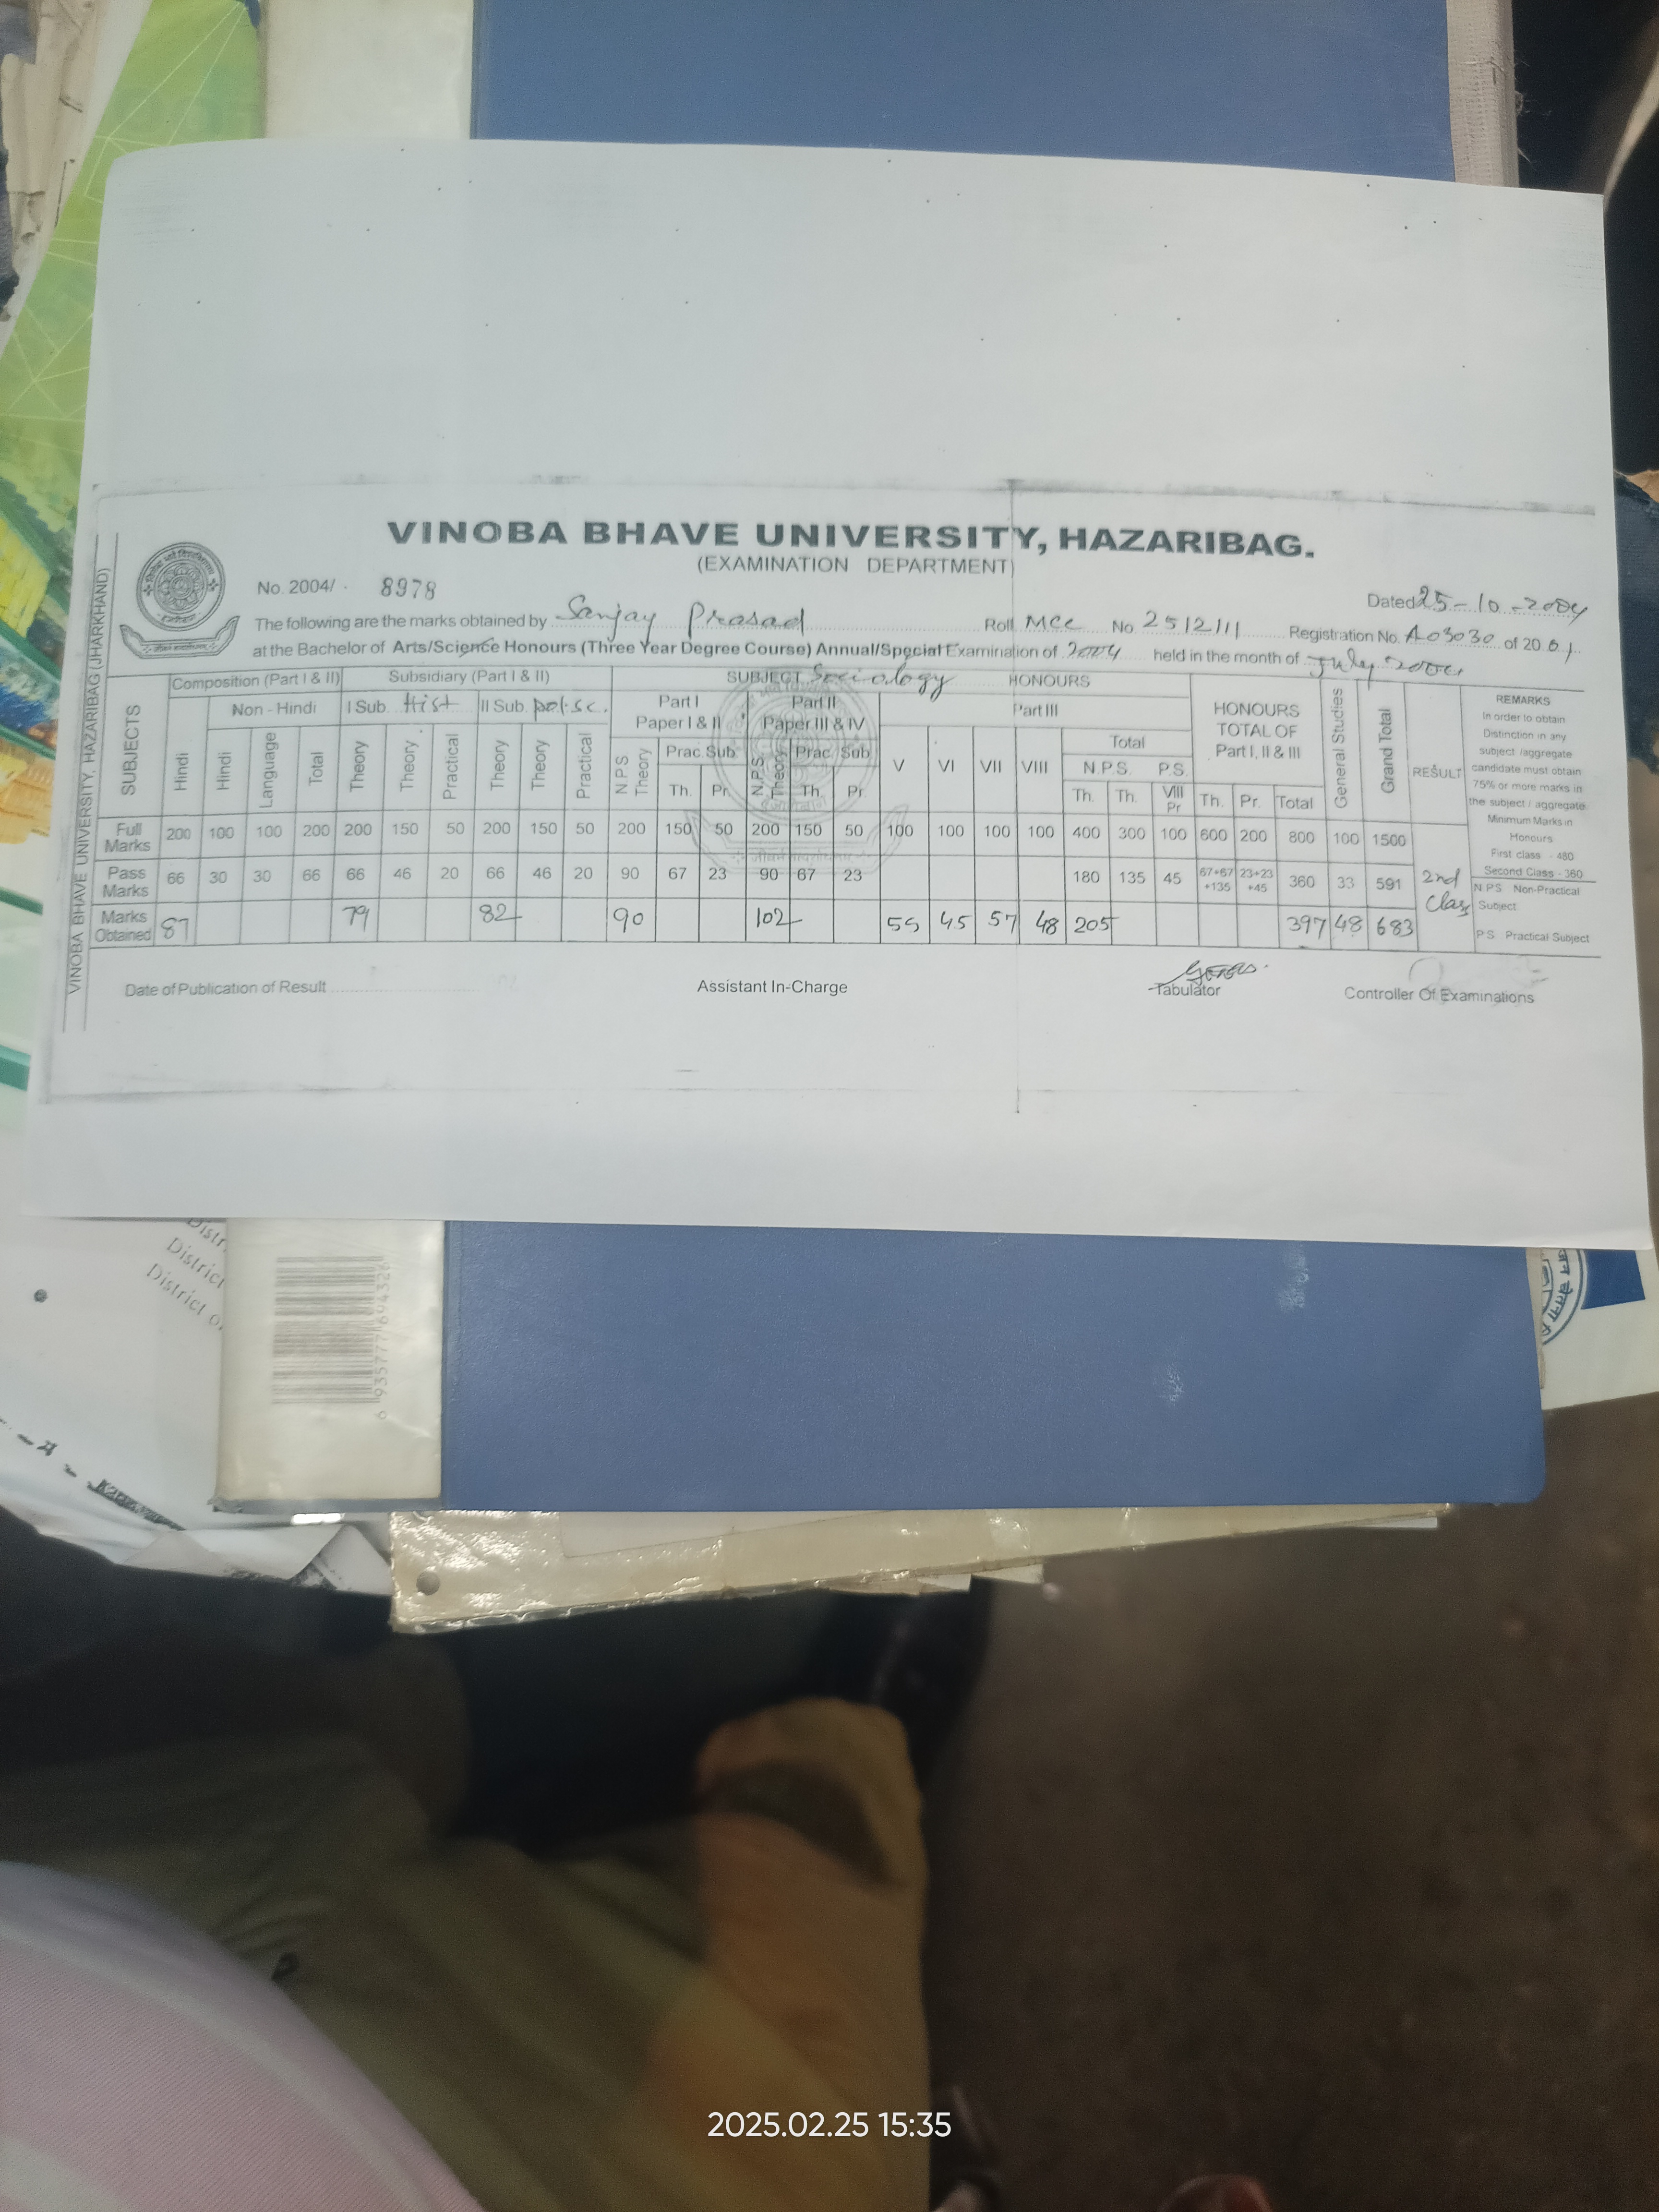 VINOBA BHAVE UNIVERSITY, HAZARIBAG.
(EXAMINATION DEPARTMENT)
No. 2004/- 8978
Dated 25-10-2004
The following are the marks obtained by Sanjay Prasad Roll MCC No 2512111 Registration No. A03030 of 2001
at the Bachelor of Arts/Science Honours (Three Year Degree Course) Annual/Special Examination of 2004 held in the month of July, 2004
VINOBA BHAVE UNIVERSITY, HAZARIBAG (JHARKHAND)
SUBJECTS
Composition (Part I & II) Subsidiary (Part I & II) SUBJECT Sociology HONOURS
Non - Hindi I Sub. Hist II Sub. pol.sc. Part I Part II Part III
Paper I & II Paper III & IV
HONOURS
TOTAL OF
Part I, II & III
General Studies
Grand Total
RESULT
Hindi Hindi Language Total Theory Theory Practical Theory Theory Practical
N.P.S Theory Prac. Sub. N.P.S. Theory Prac. Sub. V VI VII VIII Total
N.P.S. P.S.
Th. Pr. Th. Pr. Th. Th. VIII Pr Th. Pr. Total
Full Marks 200 100 100 200 200 150 50 200 150 50 200 150 50 200 150 50 100 100 100 100 400 300 100 600 200 800 100 1500
Pass Marks 66 30 30 66 66 46 20 66 46 20 90 67 23 90 67 23 180 135 45 67+67+135 23+23+45 360 33 591 2nd Class
Marks Obtained 87 79 82 90 102 55 45 57 48 205 397 48 683
REMARKS
In order to obtain
Distinction in any
subject /aggregate
candidate must obtain
75% or more marks in
the subject / aggregate.
Minimum Marks in
Honours
First class - 480
Second Class - 360
N.P.S Non-Practical
Subject
P S Practical Subject
Date of Publication of Result
Assistant In-Charge
Tabulator
Controller Of Examinations
Distr
District
District o
2025.02.25 15:35